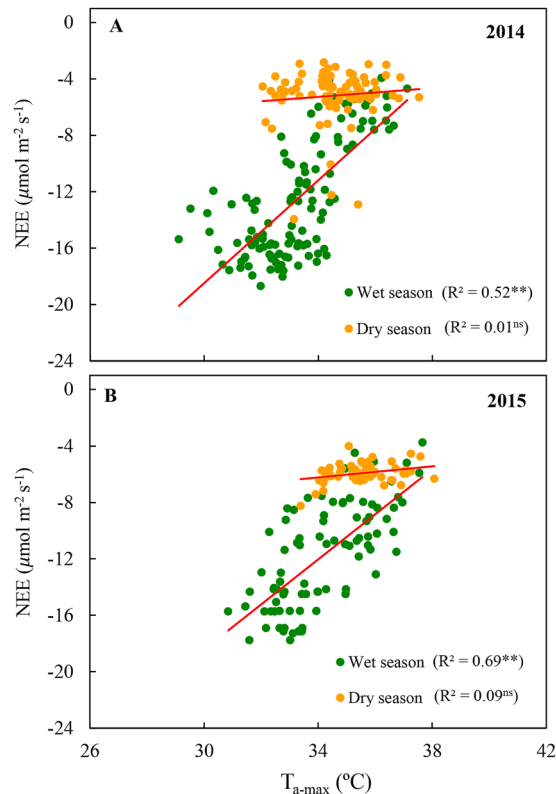 0
A
2014
-4
-8
-12
-16
-20
-24
NEE (μmol m⁻² s⁻¹)
Wet season (R² = 0.52**)
Dry season (R² = 0.01ⁿˢ)
0
B
2015
-4
-8
-12
-16
-20
-24
NEE (μmol m⁻² s⁻¹)
Wet season (R² = 0.69**)
Dry season (R² = 0.09ⁿˢ)
26 30 34 38 42
Tₐ₋ₘₐₓ (ºC)